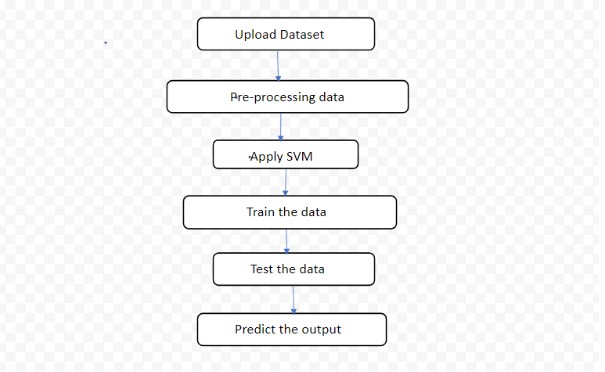 Upload Dataset
Pre-processing data
Apply SVM
Train the data
Test the data
Predict the output